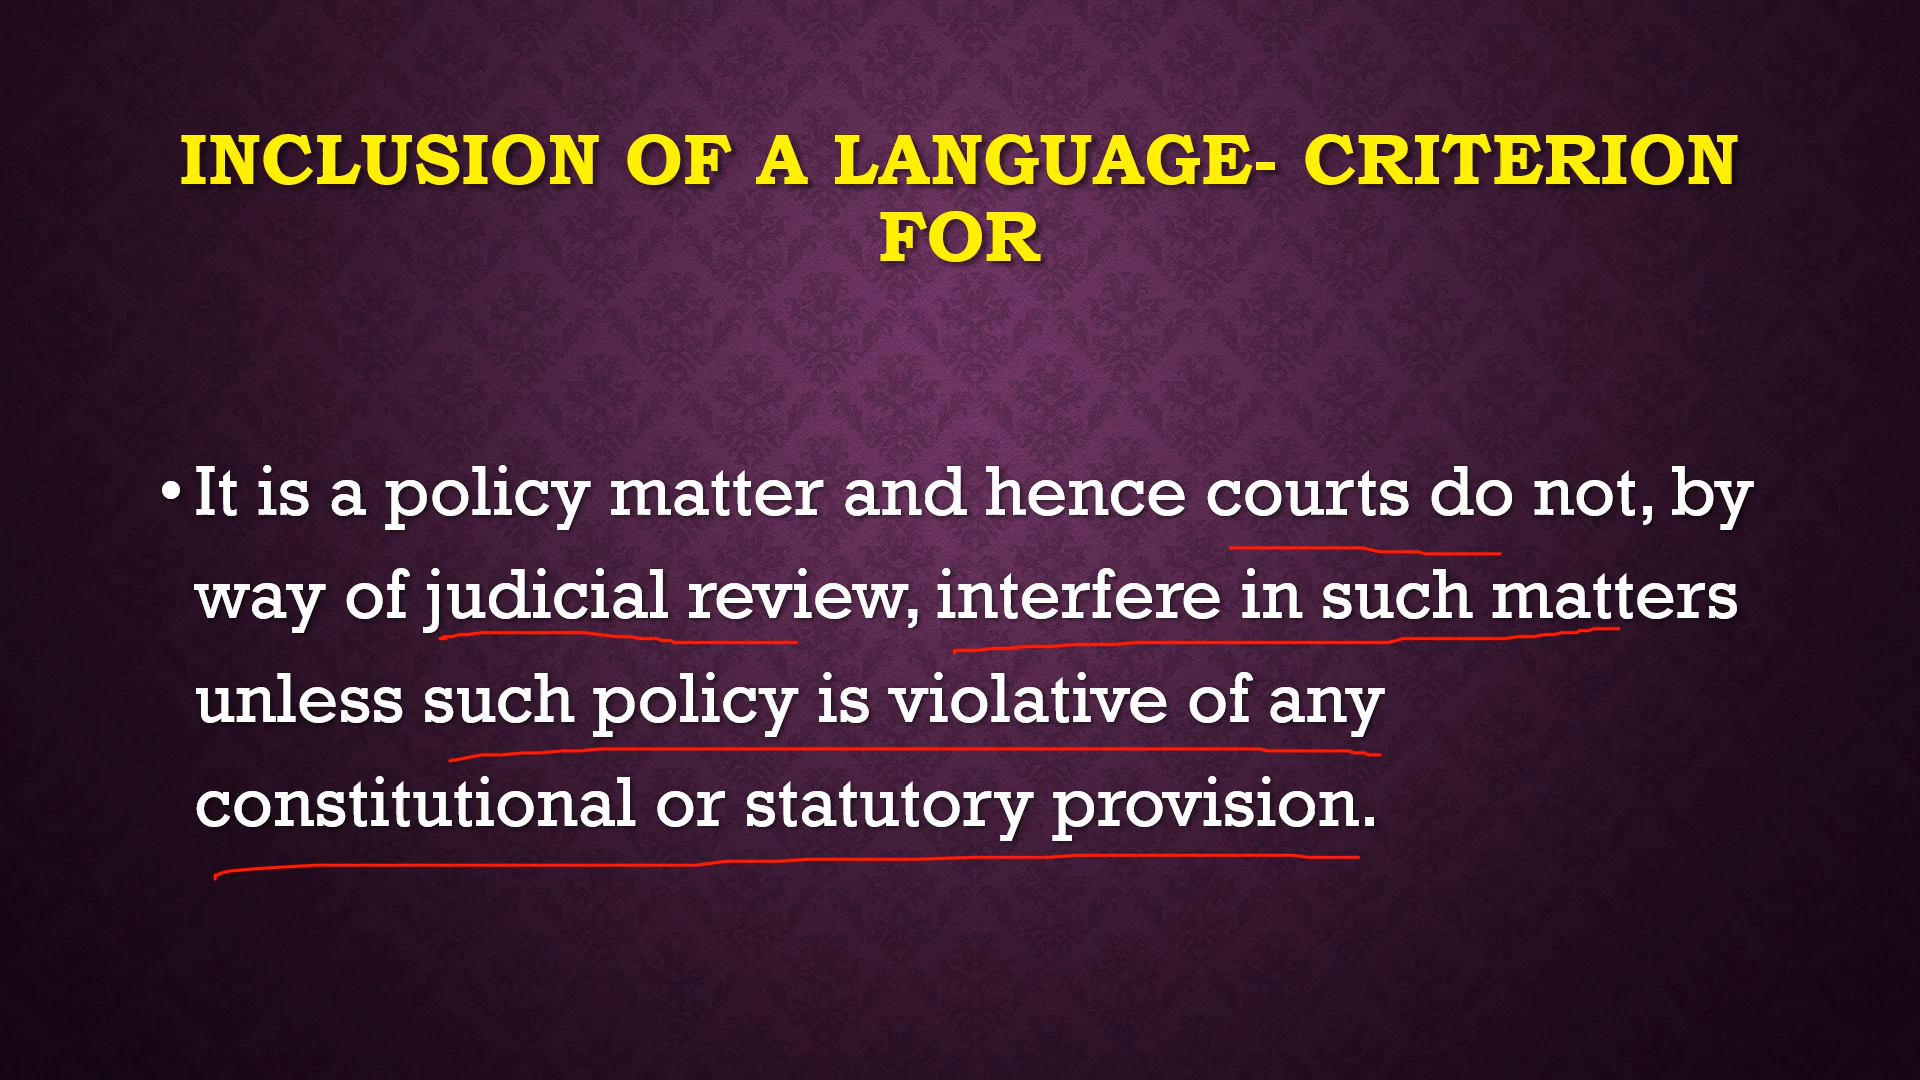 INCLUSION OF A LANGUAGE- CRITERION
FOR
• It is a policy matter and hence courts do not, by
way of judicial review, interfere in such matters
unless such policy is violative of any
constitutional or statutory provision.